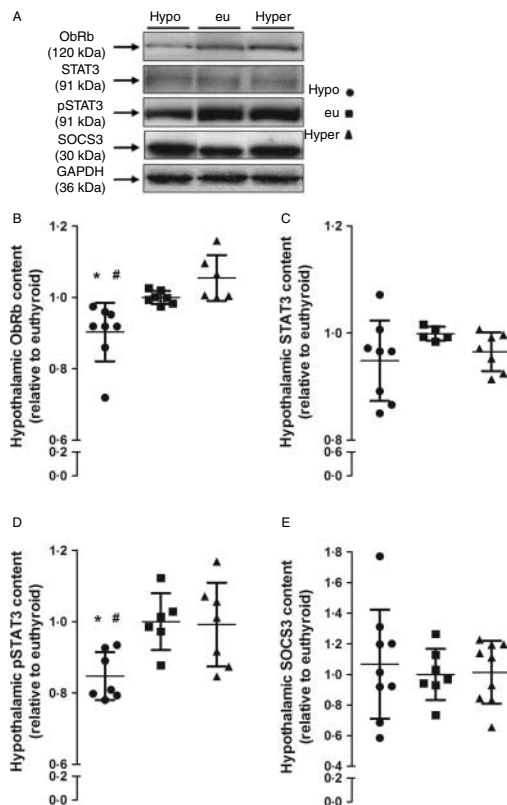 A
Hypo eu Hyper
ObRb
(120 kDa)
STAT3
(91 kDa)
pSTAT3
(91 kDa)
SOCS3
(30 kDa)
GAPDH
(36 kDa)
Hypo
eu
Hyper
B
Hypothalamic ObRb content
(relative to euthyroid)
1·2
1·0
0·8
0·6
0·2
0·0
* #
C
Hypothalamic STAT3 content
(relative to euthyroid)
1·2
1·0
0·8
0·6
0·0
D
Hypothalamic pSTAT3 content
(relative to euthyroid)
1·2
1·0
0·8
0·6
0·2
0·0
* #
E
Hypothalamic SOCS3 content
(relative to euthyroid)
1·8
1·6
1·4
1·2
1·0
0·8
0·6
0·4
0·2
0·0